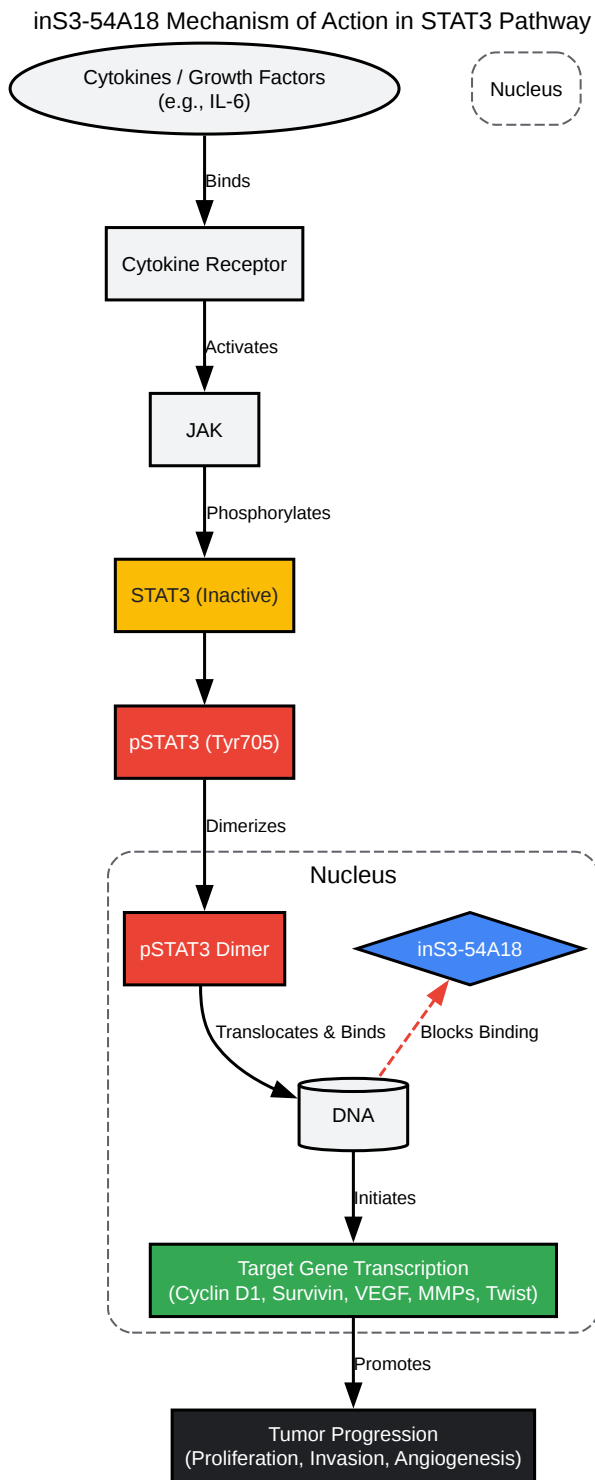 inS3-54A18 Mechanism of Action in STAT3 Pathway
Cytokines / Growth Factors
(e.g., IL-6)
Nucleus
Binds
Cytokine Receptor
Activates
JAK
Phosphorylates
STAT3 (Inactive)
pSTAT3 (Tyr705)
Dimerizes
Nucleus
pSTAT3 Dimer
inS3-54A18
Translocates & Binds
Blocks Binding
DNA
Initiates
Target Gene Transcription
(Cyclin D1, Survivin, VEGF, MMPs, Twist)
Promotes
Tumor Progression
(Proliferation, Invasion, Angiogenesis)